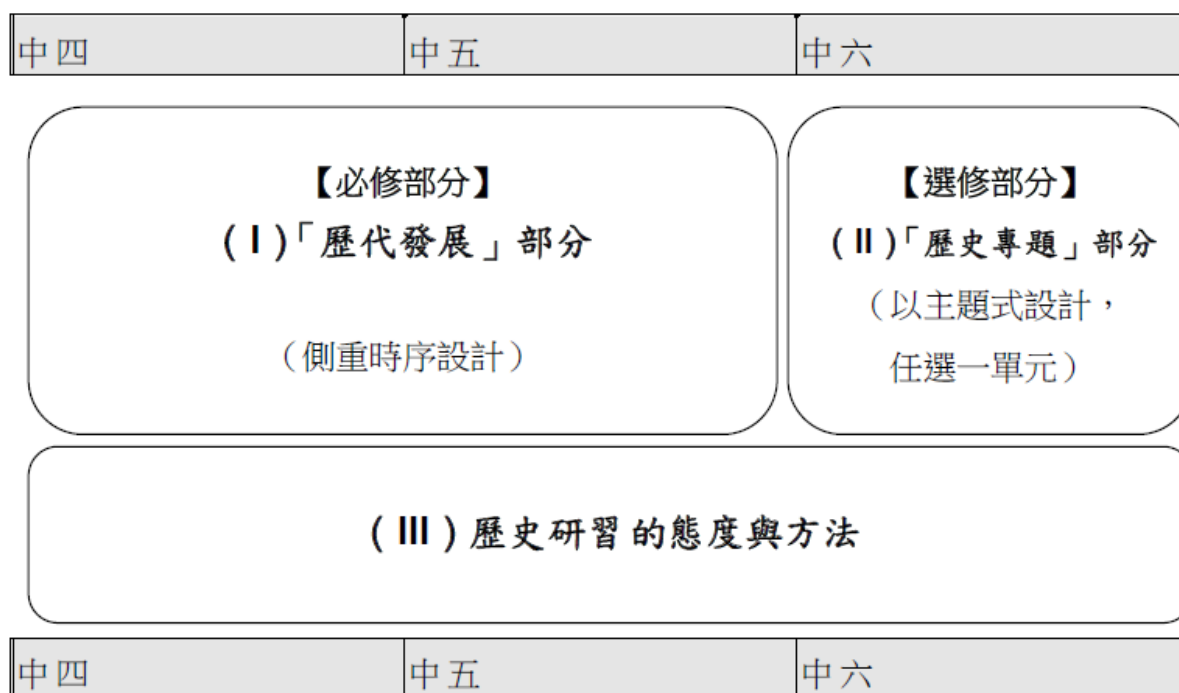 中四 中五 中六
【必修部分】
(I)「歷代發展」部分
（側重時序設計）
【選修部分】
(II)「歷史專題」部分
（以主題式設計，
任選一單元）
(III)歷史研習的態度與方法
中四 中五 中六